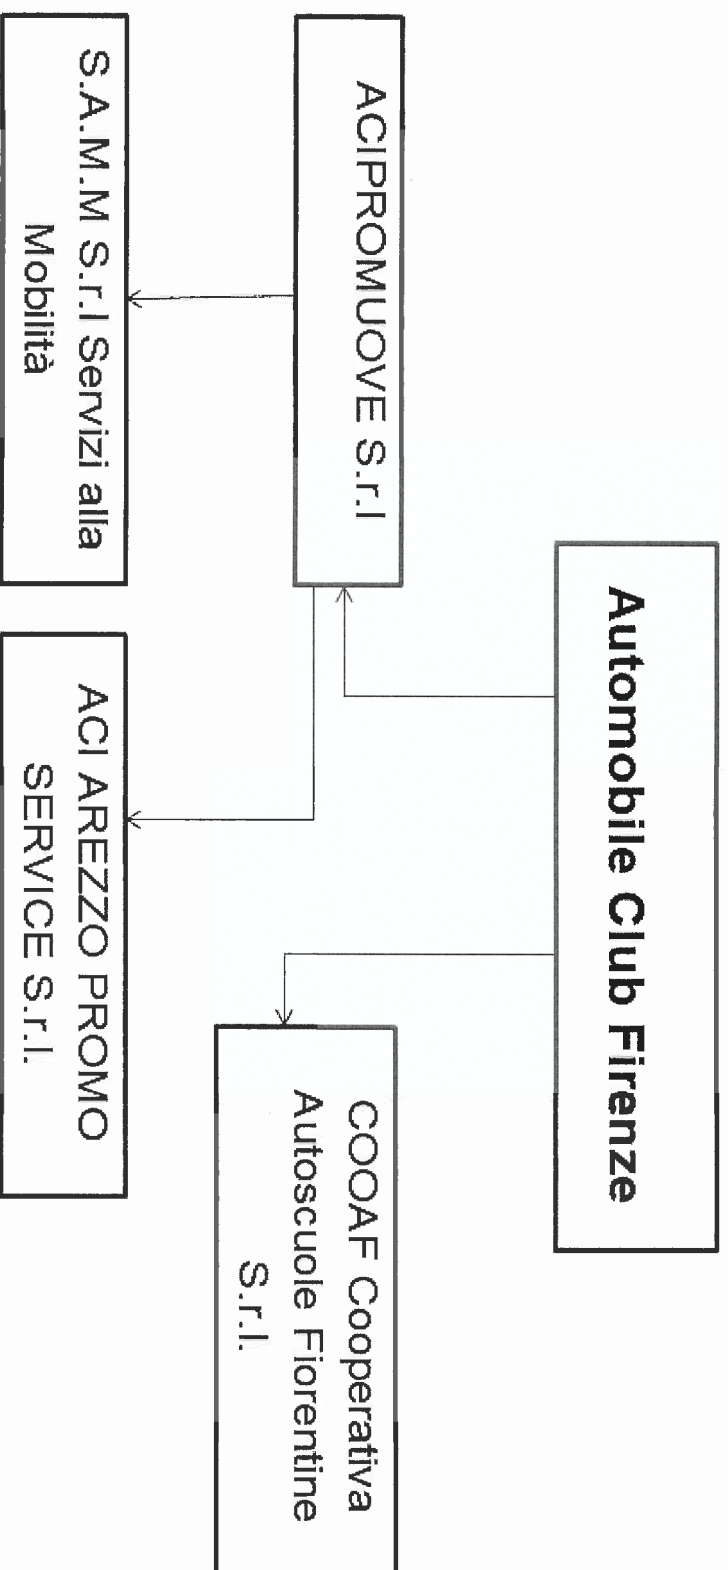 Automobile Club Firenze
ACIPROMUOVE S.r.l
COOAF Cooperativa
Autoscuole Fiorentine
S.r.l.
S.A.M.M S.r.l Servizi alla
Mobilità
ACI AREZZO PROMO
SERVICE S.r.l.